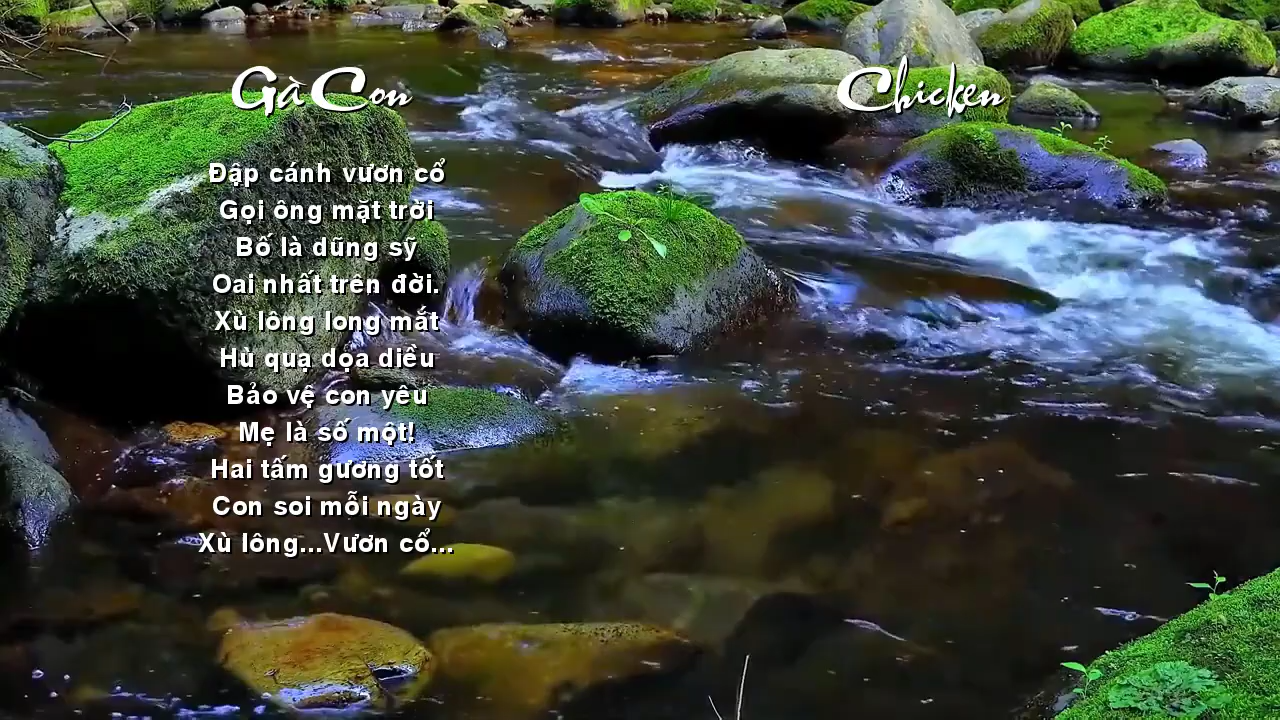 Gà Con
Chicken
Đập cánh vươn cổ
Gọi ông mặt trời
Bố là dũng sỹ
Oai nhất trên đời.
Xù lông long mắt
Hù quạ dọa diều
Bảo vệ con yêu
Mẹ là số một!
Hai tấm gương tốt
Con soi mỗi ngày
Xù lông...Vươn cổ...